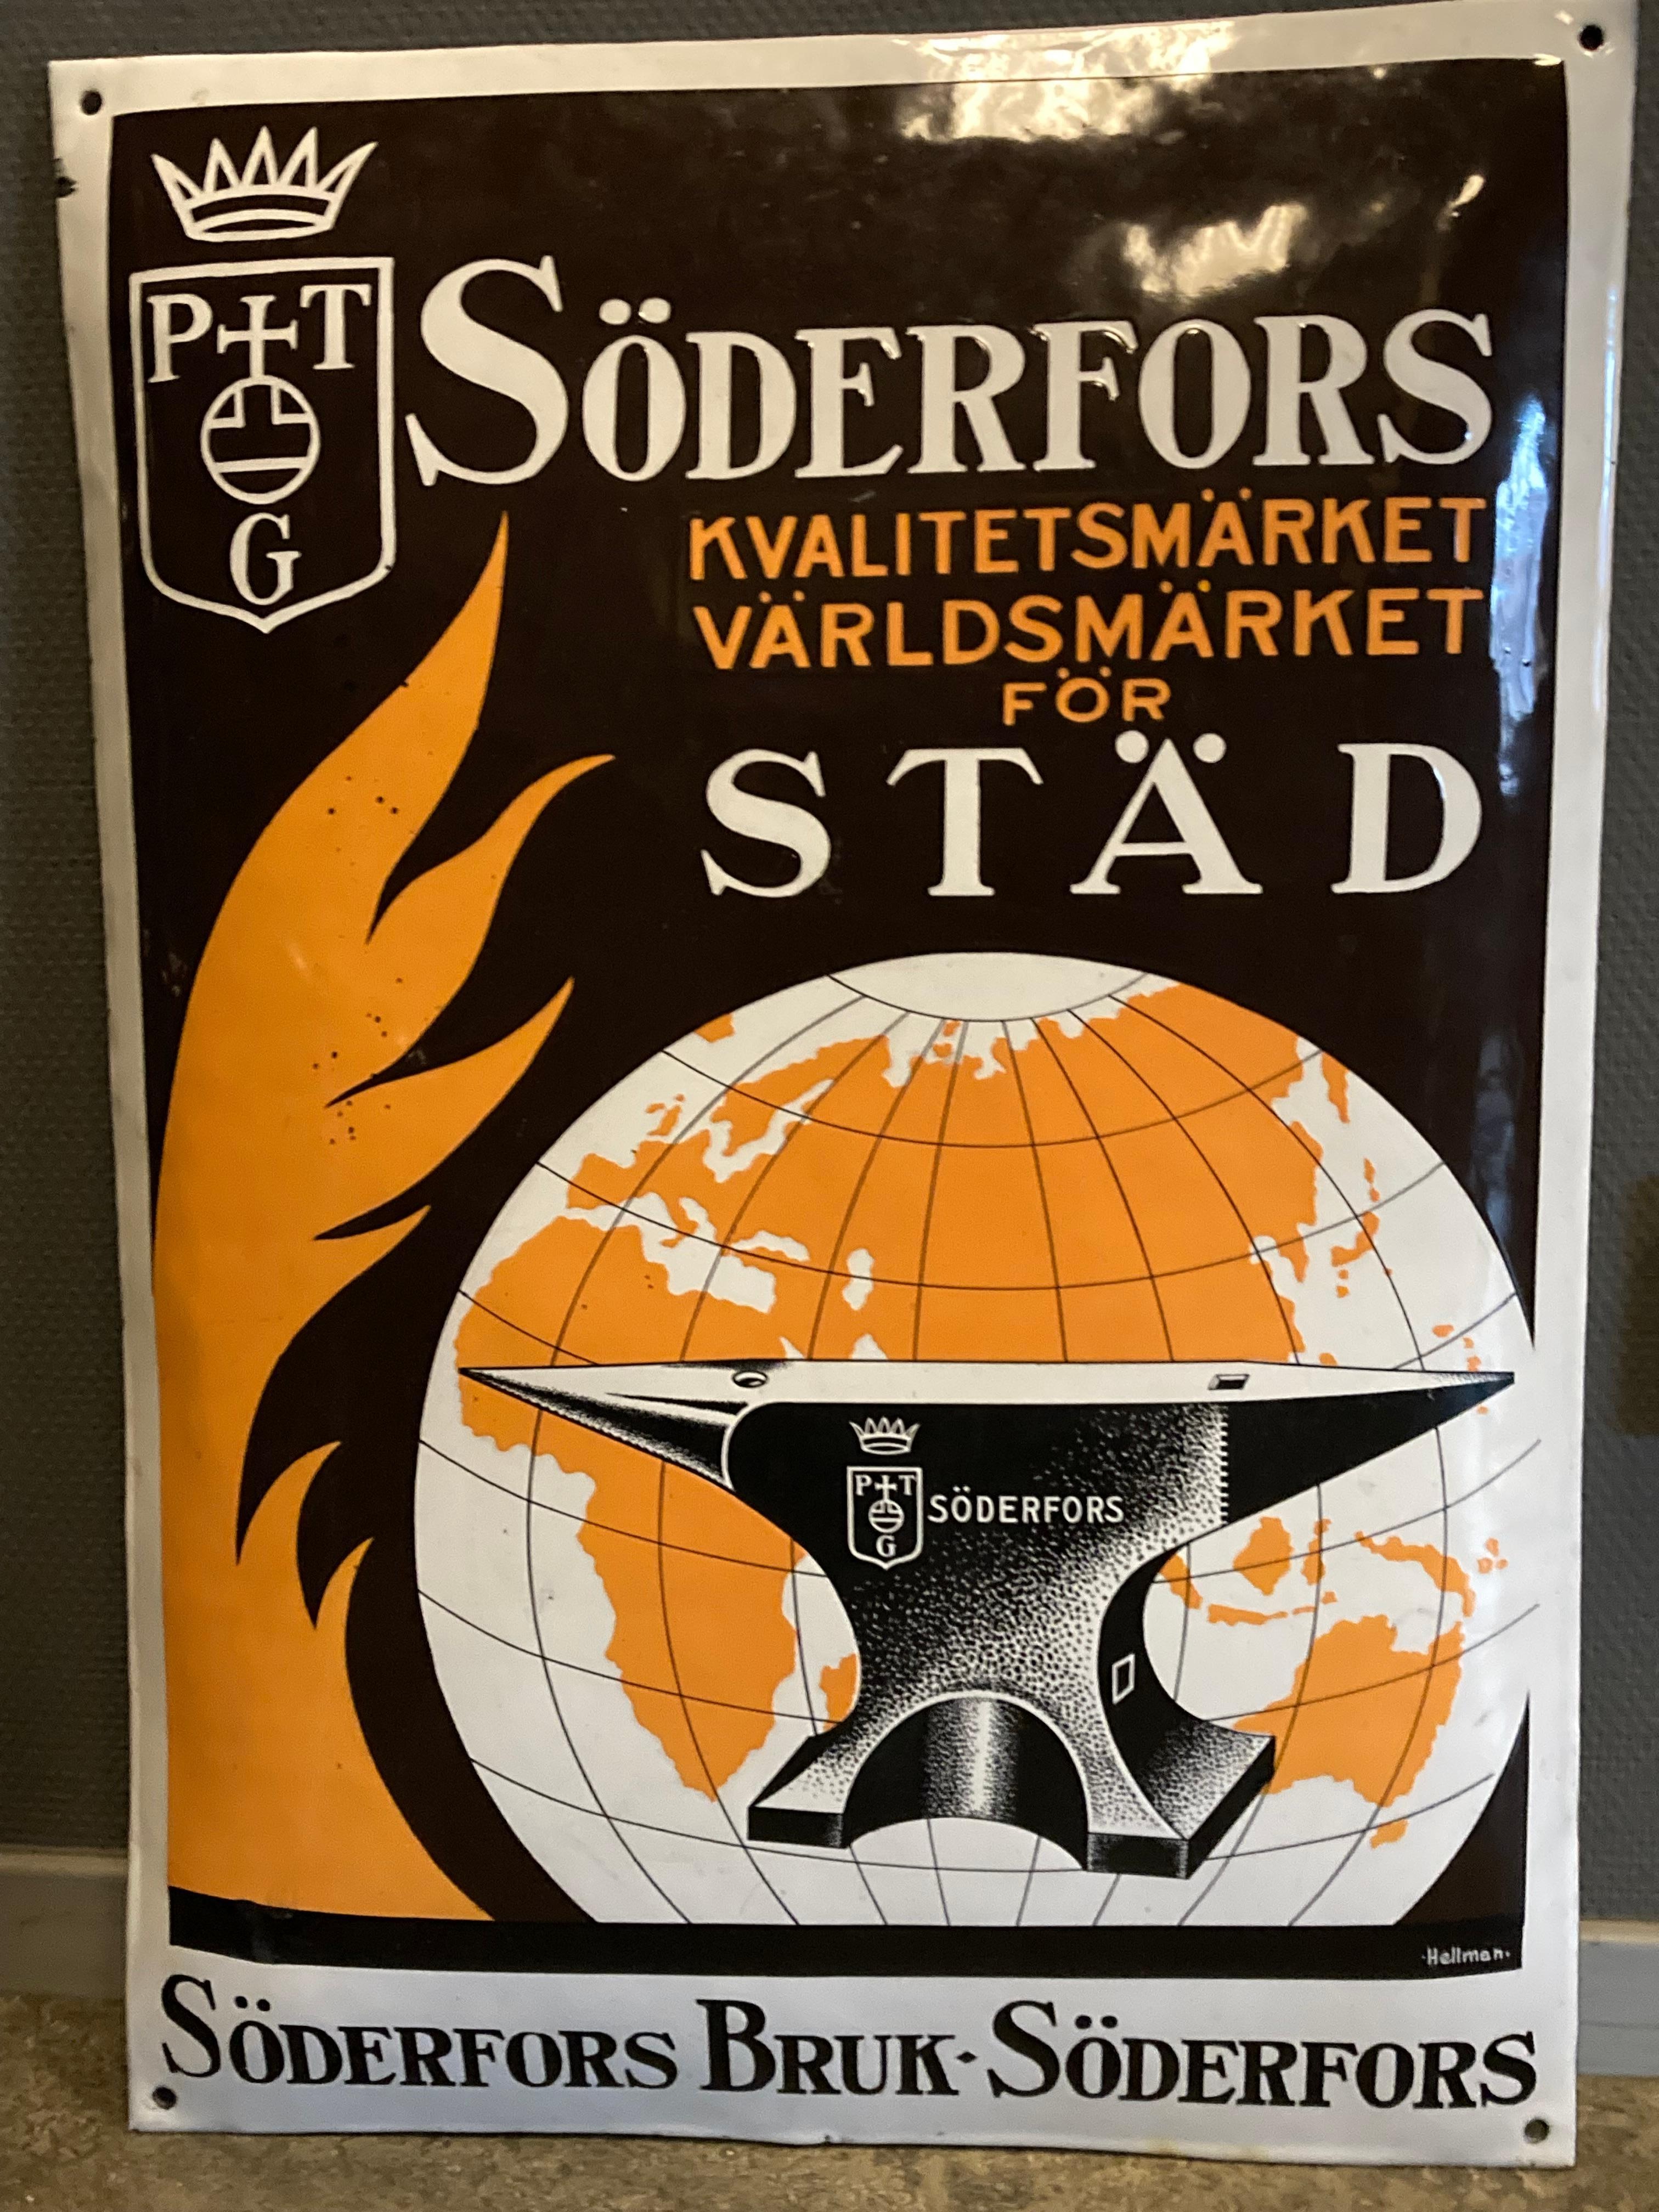 P T
G
SÖDERFORS
KVALITETSMÄRKET
VÄRLDSMÄRKET
FÖR
STÄD
P T
G
SÖDERFORS
·Hellman·
SÖDERFORS BRUK·SÖDERFORS